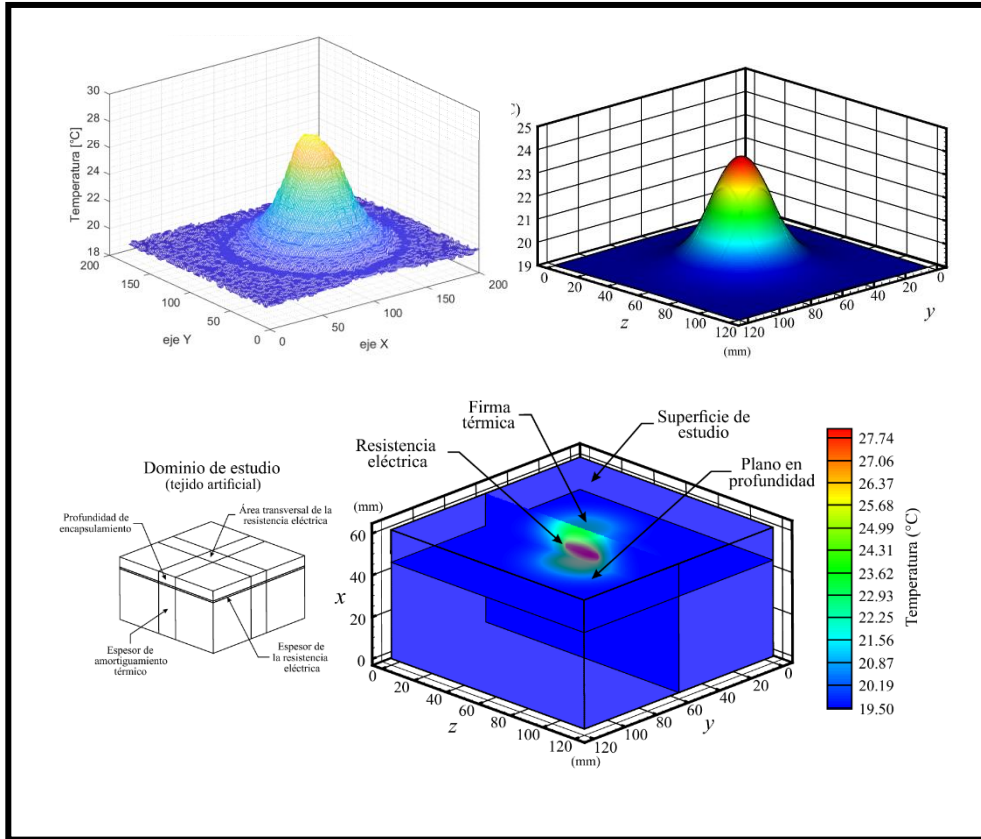 30
28
26
24
22
20
18
Temperatura [°C]
200
150
100
50
0
eje Y
0
50
100
150
200
eje X
C)
25
24
23
22
21
20
19
0
20
40
60
80
100
120
z
120
100
80
60
40
20
0
y
(mm)
Dominio de estudio
(tejido artificial)
Profundidad de
encapsulamiento
Área transversal de la
resistencia eléctrica
Espesor de
amortiguamiento
térmico
Espesor de
la resistencia
eléctrica
Firma
térmica
Resistencia
eléctrica
Superficie de
estudio
Plano en
profundidad
(mm)
60
40
20
0
x
0
20
40
60
80
100
120
z
120
100
80
60
40
20
0
y
(mm)
27.74
27.06
26.37
25.68
24.99
24.31
23.62
22.93
22.25
21.56
20.87
20.19
19.50
Temperatura (°C)